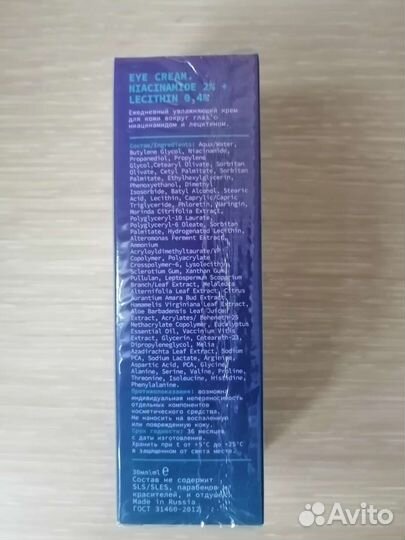 EYE CREAM.
NIACINAMIDE 2% +
LECITHIN 0,4%
Ежедневный увлажняющий крем
для кожи вокруг глаз с
ниацинамидом и лецитином.
Состав/Ingredients: Aqua/Water,
Butylene Glycol, Niacinamide,
Propanediol, Propylene
Glycol,Cetearyl Olivate, Sorbitan
Olivate, Cetyl Palmitate, Sorbitan
Palmitate, Ethylhexylglycerin,
Phenoxyethanol, Dimethyl
Isosorbide, Batyl Alcohol, Stearic
Acid, Lecithin, Caprylic/Capric
Triglyceride, Phloretin, Naringin,
Morinda Citrifolia Extract,
Polyglyceryl-10 Laurate,
Polyglyceryl-6 Oleate, Sorbitan
Palmitate, Hydrogenated Lecithin,
Alteromonas Ferment Extract,
Ammonium
Acryloyldimethyltaurate/VP
Copolymer, Polyacrylate
Crosspolymer-6, Lysolecithin,
Sclerotium Gum, Xanthan Gum,
Pullulan, Leptospermum Scoparium
Branch/Leaf Extract, Melaleuca
Alternifolia Leaf Extract, Citrus
Aurantium Amara Bud Extract,
Hamamelis Virginiana Leaf Extract,
Aloe Barbadensis Leaf Juice
Extract, Acrylates/ Beheneth-25
Methacrylate Copolymer, Eucalyptus
Essential Oil, Vaccinium Vitis
Extract, Glycerin, Ceteareth-23,
Dipropyleneglycol, Melia
Azadirachta Leaf Extract, Sodium
PCA, Sodium Lactate, Arginine,
Aspartic Acid, PCA, Glycine,
Alanine, Serine, Valine, Proline,
Threonine, Isoleucine, Histidine,
Phenylalanine.
Противопоказания: возможна
индивидуальная непереносимость
отдельных компонентов
косметического средства.
Не наносить на воспаленную
или поврежденную кожу.
Срок годности: 36 месяцев
с даты изготовления.
Хранить при t от +5°C до +25°C
в защищенном от света месте.
30мл\ml ℮
Состав не содержит
SLS/SLES, парабенов и
красителей, и отдушек
Made in Russia
ГОСТ 31460-2012
Avito